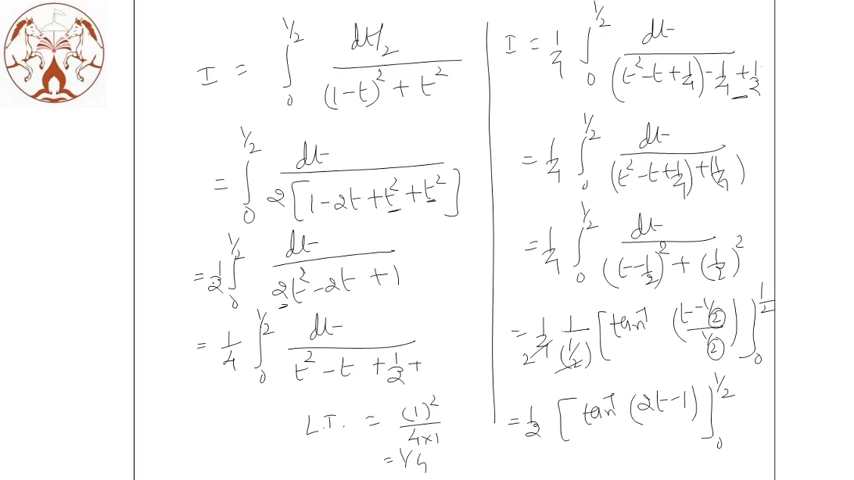 I = ∫₀^{1/2} (dt/2) / ((1-t)² + t²)
= ∫₀^{1/2} dt / (2[1-2t+t²+t²])
= 1/2 ∫₀^{1/2} dt / (2t²-2t+1)
= 1/4 ∫₀^{1/2} dt / (t²-t+1/2+
L.T. = (1)² / (4×1)
= 1/4
I = 1/4 ∫₀^{1/2} dt / ((t²-t+1/4)-1/4+1/2)
= 1/4 ∫₀^{1/2} dt / ((t²-t+1/4)+(1/4))
= 1/4 ∫₀^{1/2} dt / ((t-1/2)²+(1/2)²)
= 1/4 1/(1/2) [tan⁻¹ ((t-1/2)/(1/2))]₀^{1/2}
= 1/2 [tan⁻¹ (2t-1)]₀^{1/2}